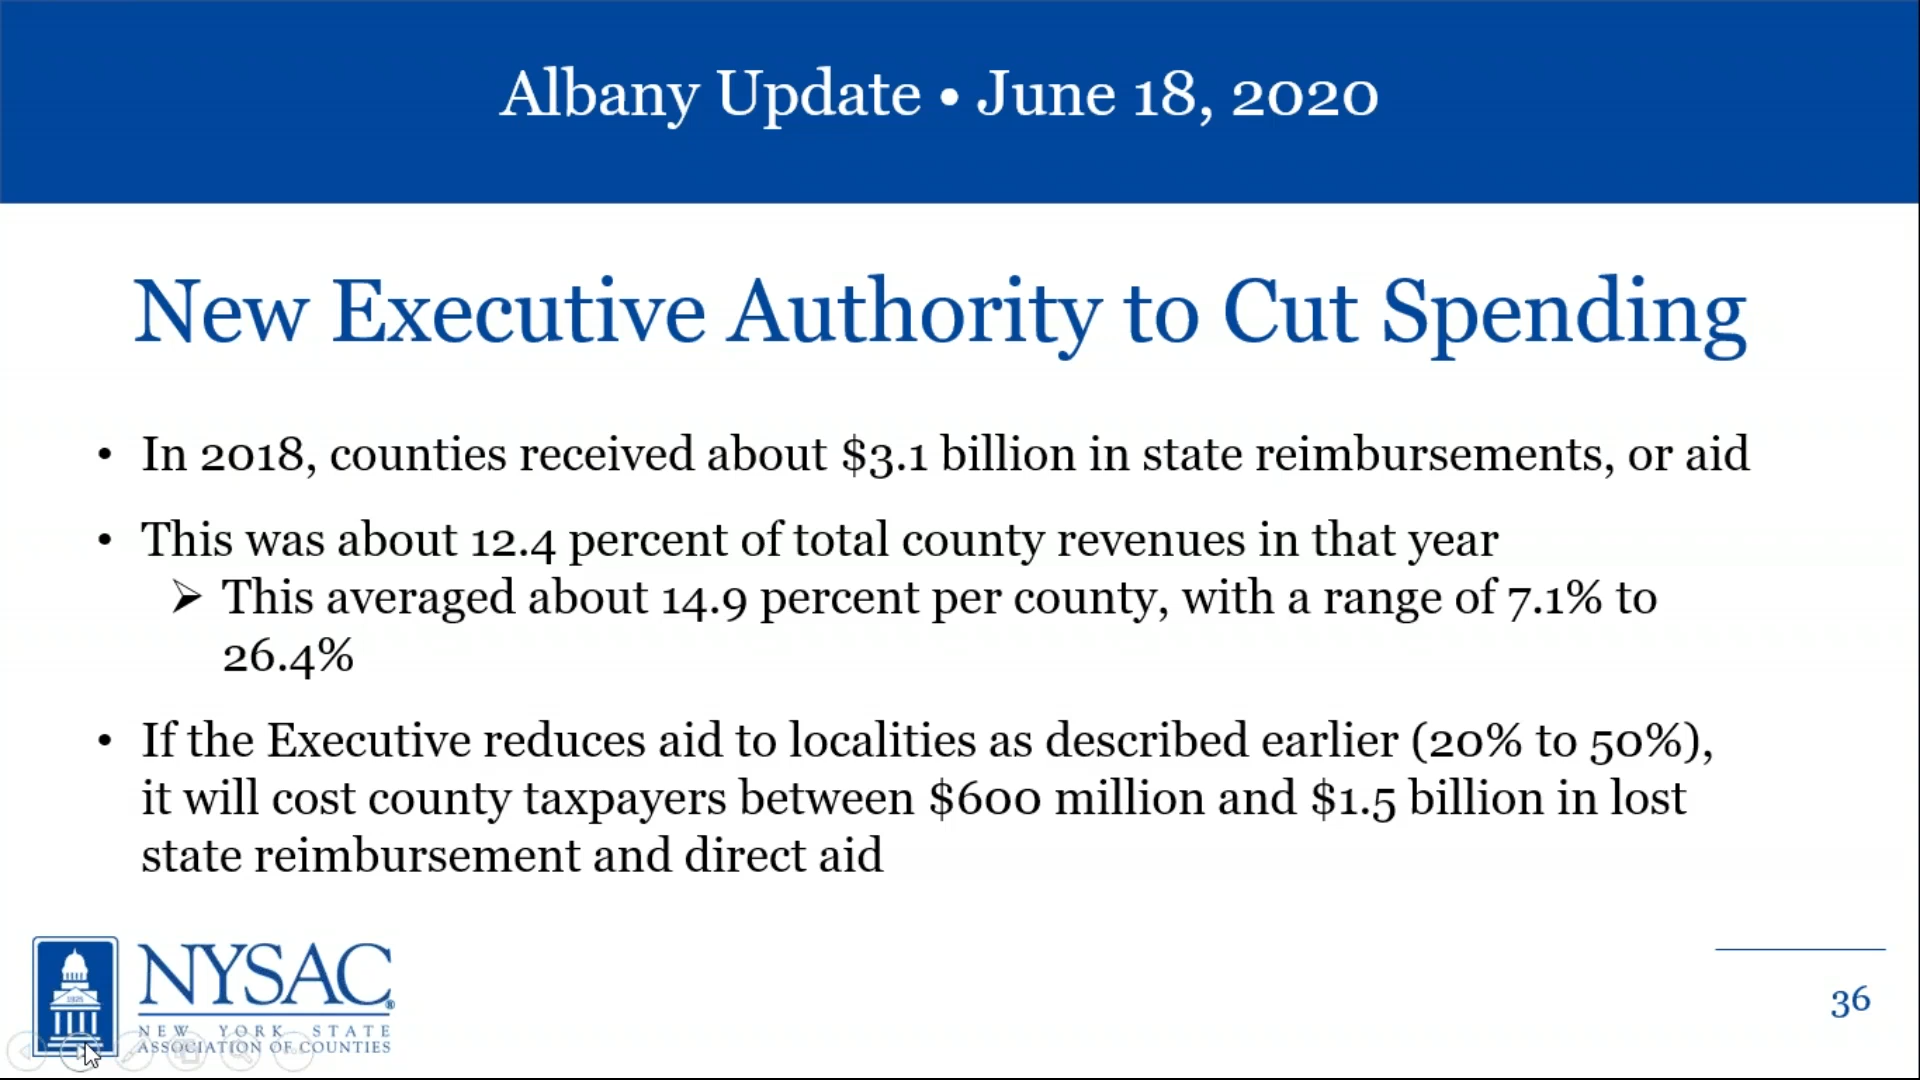 Albany Update • June 18, 2020
New Executive Authority to Cut Spending
• In 2018, counties received about $3.1 billion in state reimbursements, or aid
• This was about 12.4 percent of total county revenues in that year
➢ This averaged about 14.9 percent per county, with a range of 7.1% to
26.4%
• If the Executive reduces aid to localities as described earlier (20% to 50%),
it will cost county taxpayers between $600 million and $1.5 billion in lost
state reimbursement and direct aid
1925
NYSAC®
NEW YORK STATE
ASSOCIATION OF COUNTIES
36